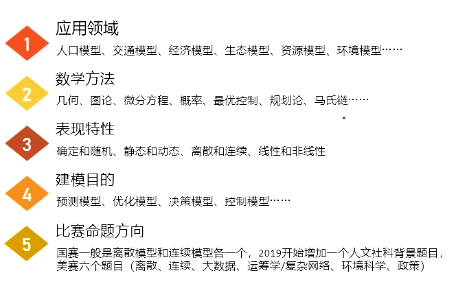 1
应用领域
人口模型、交通模型、经济模型、生态模型、资源模型、环境模型……
2
数学方法
几何、图论、微分方程、概率、最优控制、规划论、马氏链……
3
表现特性
确定和随机、静态和动态、离散和连续、线性和非线性
4
建模目的
预测模型、优化模型、决策模型、控制模型……
5
比赛命题方向
国赛一般是离散模型和连续模型各一个，2019开始增加一个人文社科背景题目，
美赛六个题目（离散、连续、大数据、运筹学/复杂网络、环境科学、政策）